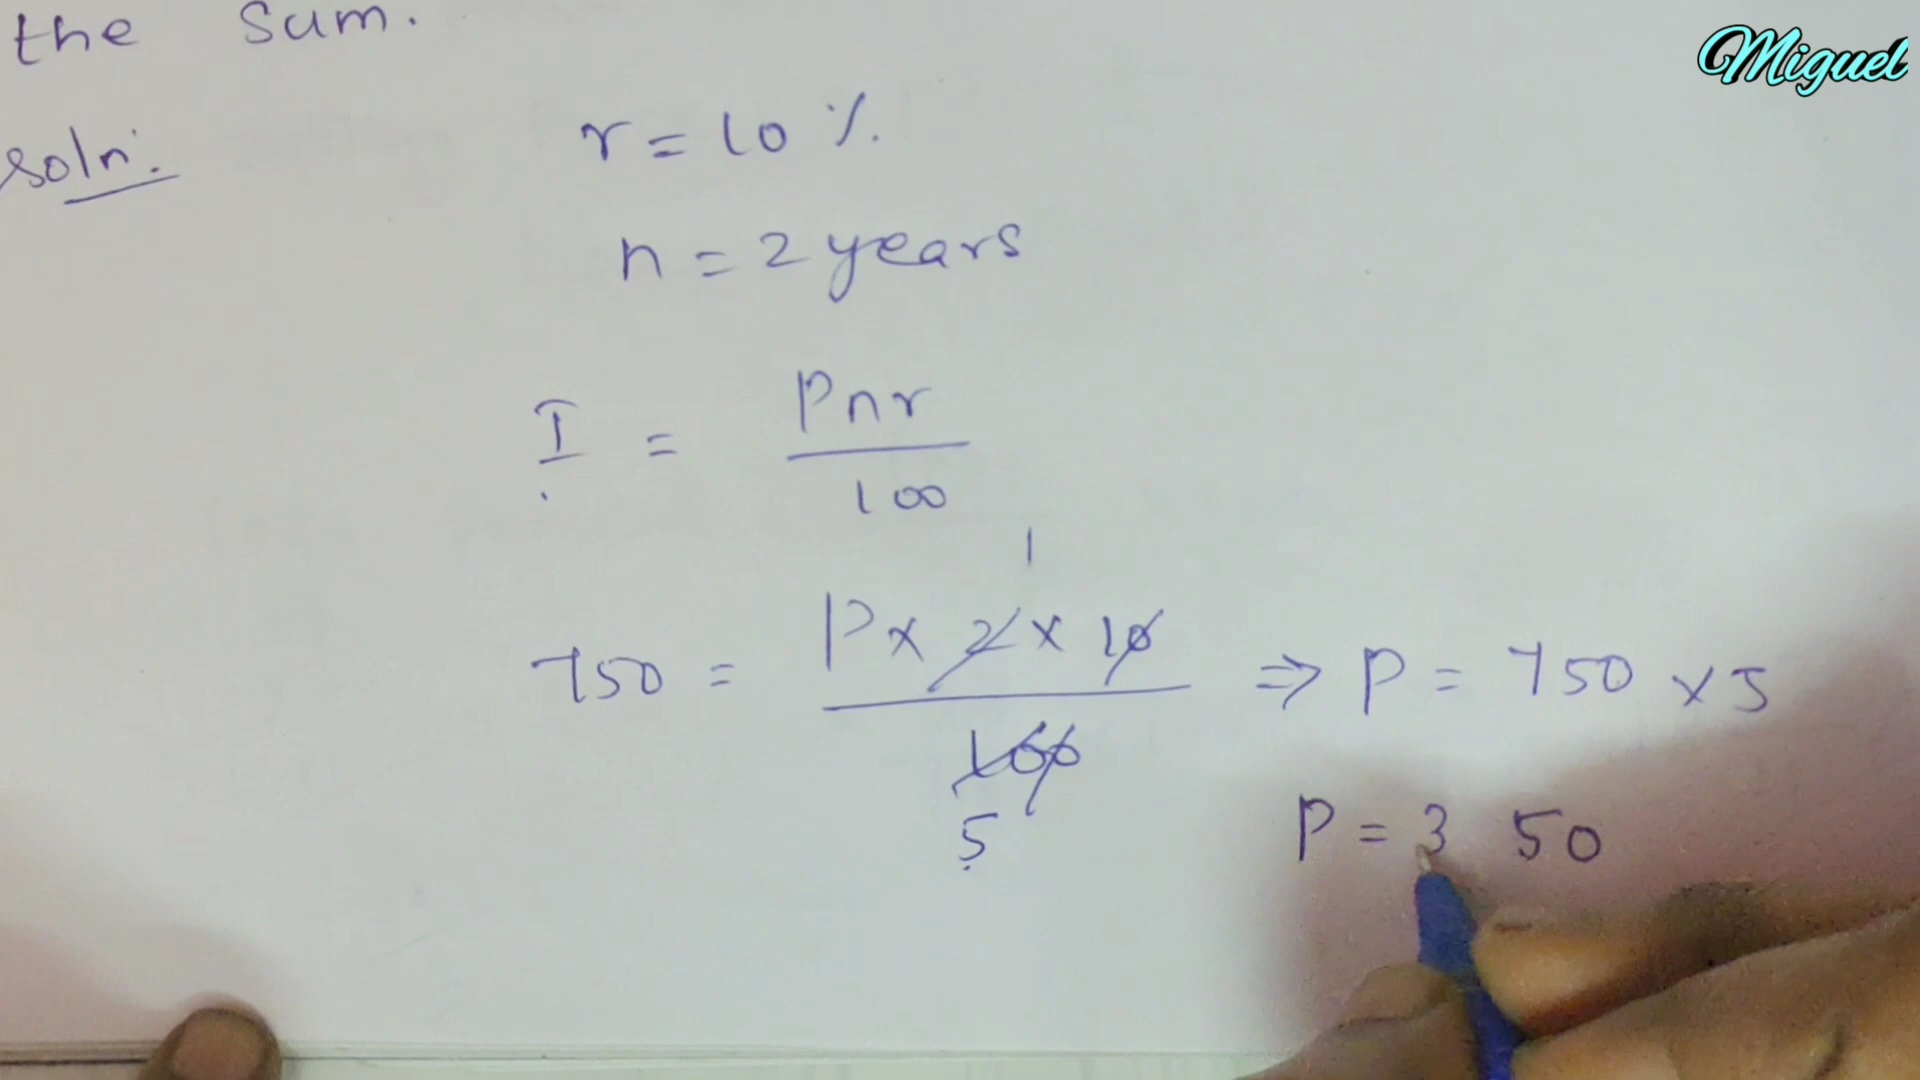 the sum.
Miguel
soln:
r = 10 %.
n = 2 years
I = Pnr
100
1
750 = P x 2 x 10 ⇒ P = 750 x 5
100
5
P = 3 50